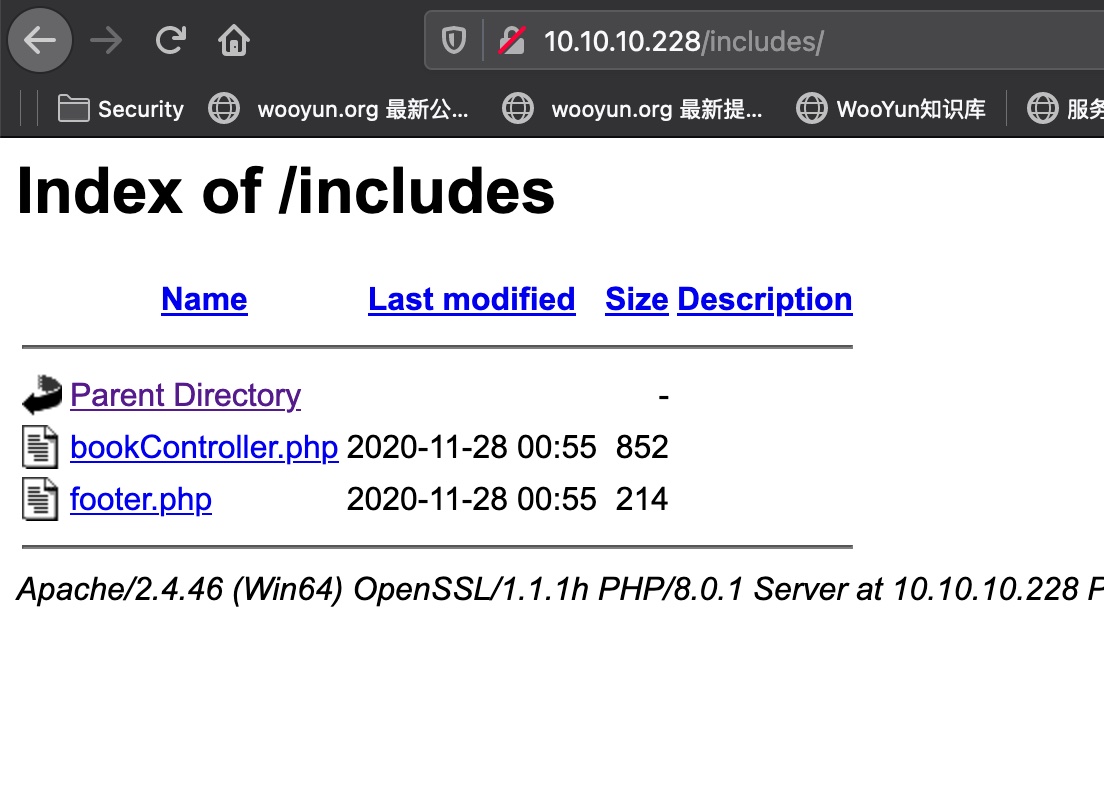 10.10.10.228/includes/
Security wooyun.org 最新公... wooyun.org 最新提... WooYun知识库 服务
Index of /includes
Name Last modified Size Description
Parent Directory -
bookController.php 2020-11-28 00:55 852
footer.php 2020-11-28 00:55 214
Apache/2.4.46 (Win64) OpenSSL/1.1.1h PHP/8.0.1 Server at 10.10.10.228 P